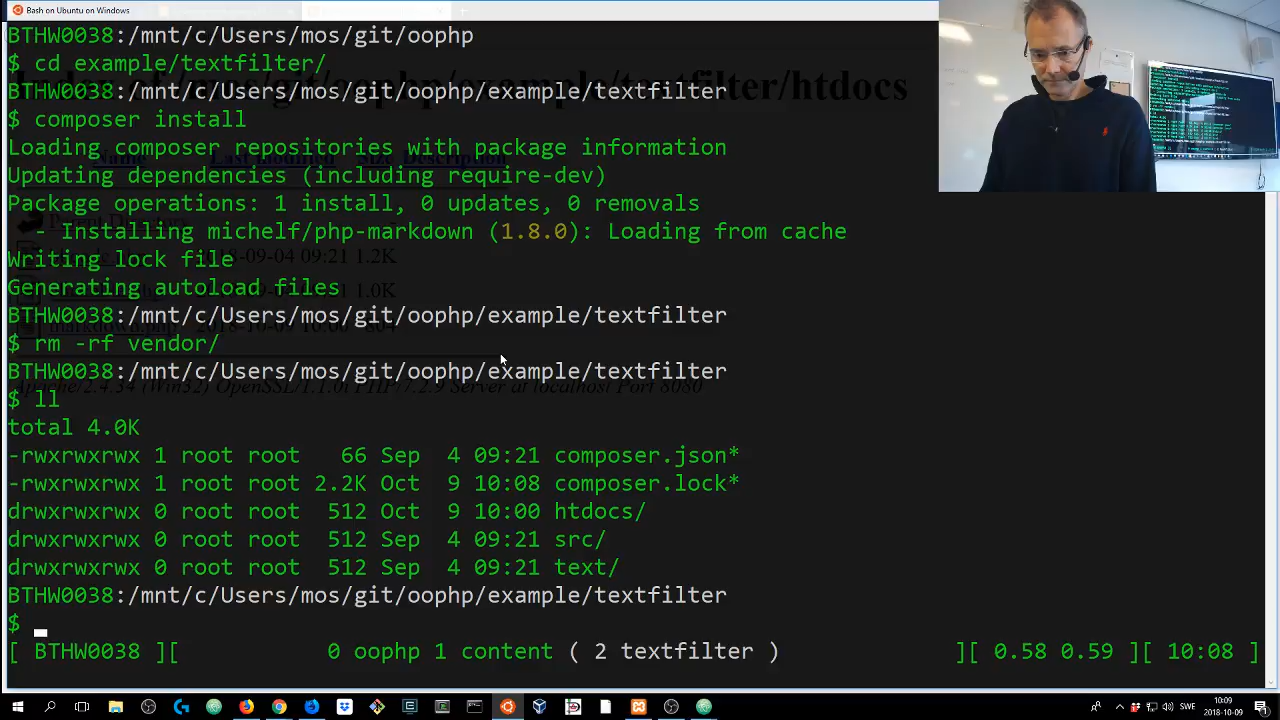 Bash on Ubuntu on Windows
BTHW0038:/mnt/c/Users/mos/git/oophp
$ cd example/textfilter/
BTHW0038:/mnt/c/Users/mos/git/oophp/example/textfilter
$ composer install
Loading composer repositories with package information
Updating dependencies (including require-dev)
Package operations: 1 install, 0 updates, 0 removals
- Installing michelf/php-markdown (1.8.0): Loading from cache
Writing lock file
Generating autoload files
BTHW0038:/mnt/c/Users/mos/git/oophp/example/textfilter
$ rm -rf vendor/
BTHW0038:/mnt/c/Users/mos/git/oophp/example/textfilter
$ ll
total 4.0K
-rwxrwxrwx 1 root root 66 Sep 4 09:21 composer.json*
-rwxrwxrwx 1 root root 2.2K Oct 9 10:08 composer.lock*
drwxrwxrwx 0 root root 512 Oct 9 10:00 htdocs/
drwxrwxrwx 0 root root 512 Sep 4 09:21 src/
drwxrwxrwx 0 root root 512 Sep 4 09:21 text/
BTHW0038:/mnt/c/Users/mos/git/oophp/example/textfilter
$
[ BTHW0038 ][ 0 oophp 1 content ( 2 textfilter ) ][ 0.58 0.59 ][ 10:08 ]
SWE
10:09
2018-10-09